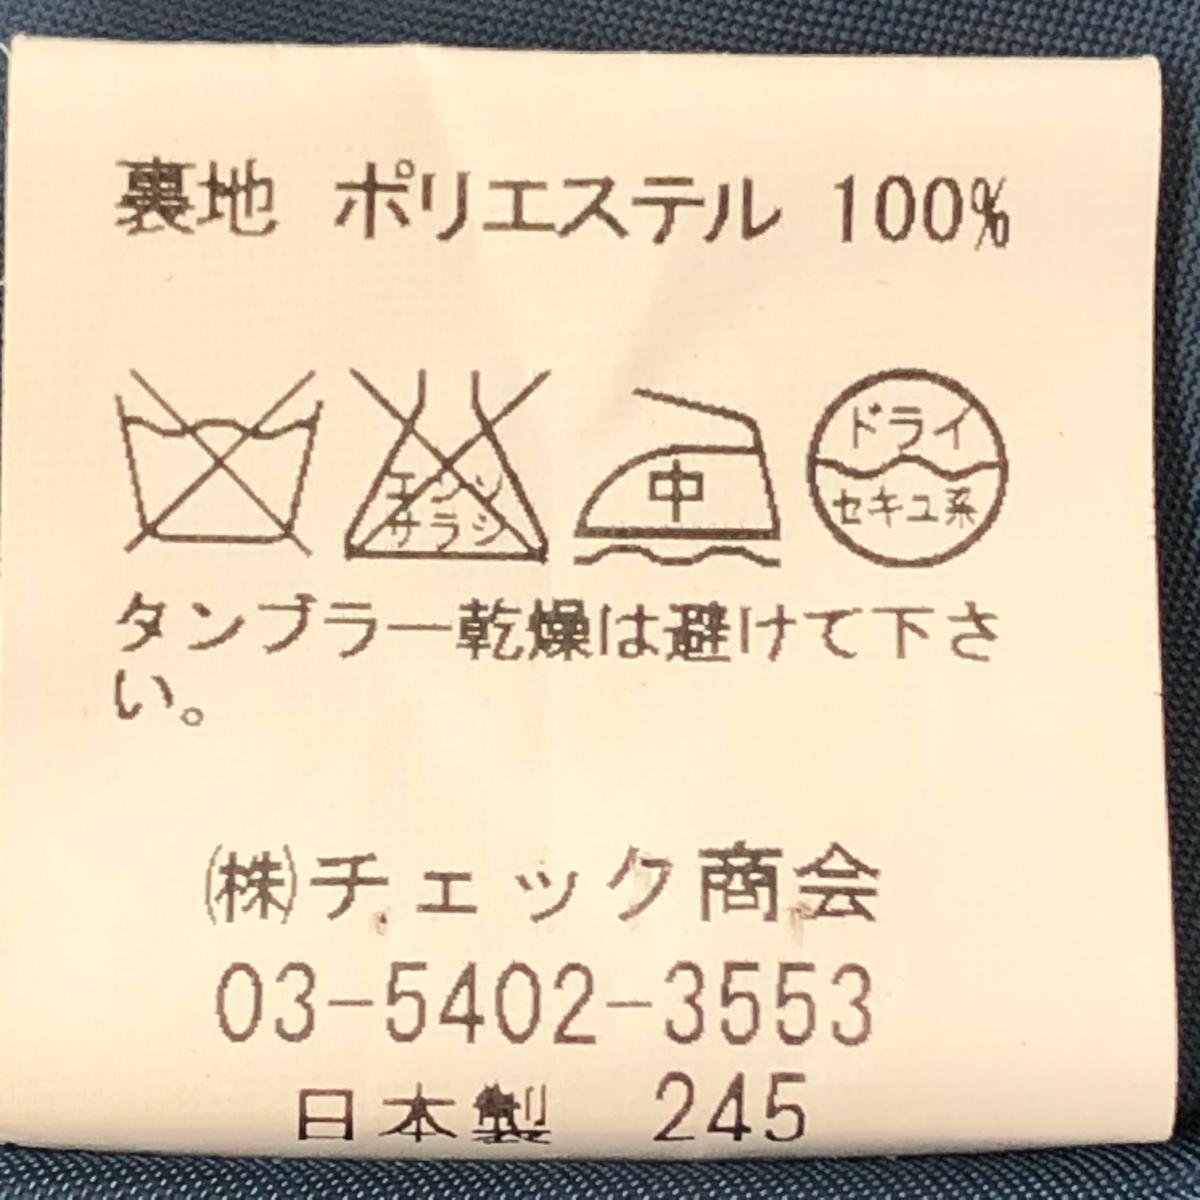 裏地 ポリエステル 100%
エンソサラシ
中
ドライ
セキユ系
タンブラー乾燥は避けて下さ
い。
㈱チェック商会
03-5402-3553
日本製 245